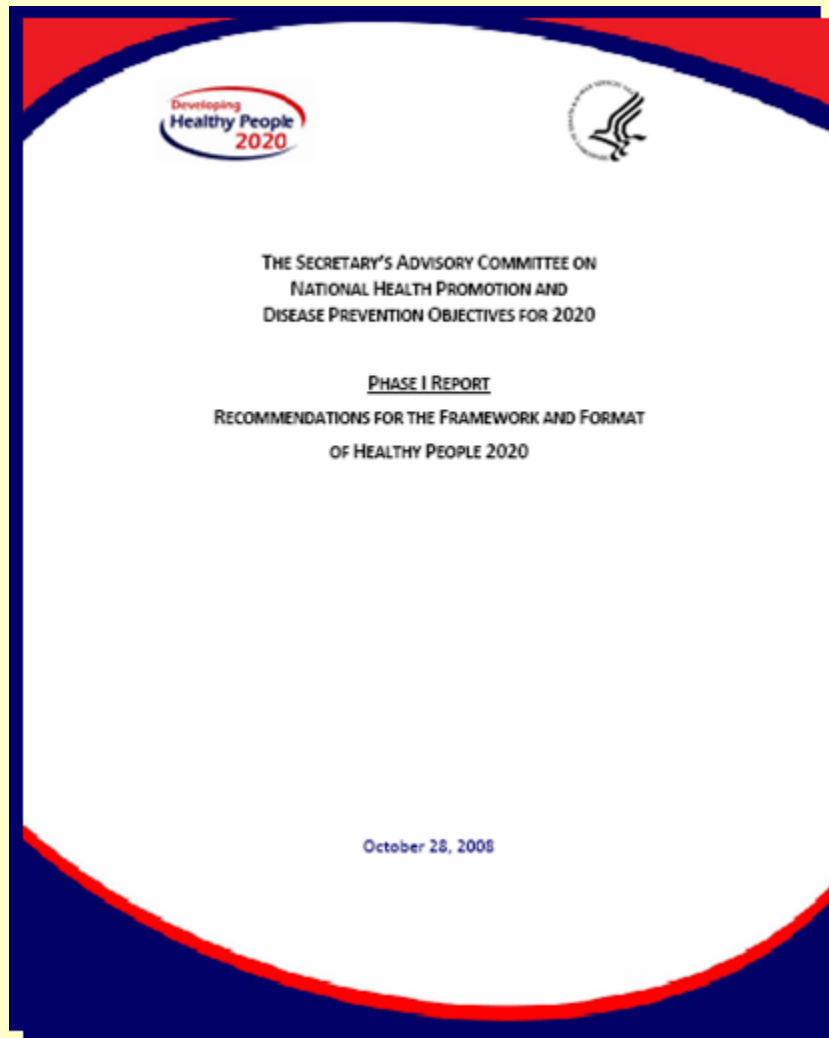 Developing
Healthy People
2020
THE SECRETARY'S ADVISORY COMMITTEE ON
NATIONAL HEALTH PROMOTION AND
DISEASE PREVENTION OBJECTIVES FOR 2020
PHASE I REPORT
RECOMMENDATIONS FOR THE FRAMEWORK AND FORMAT
OF HEALTHY PEOPLE 2020
October 28, 2008